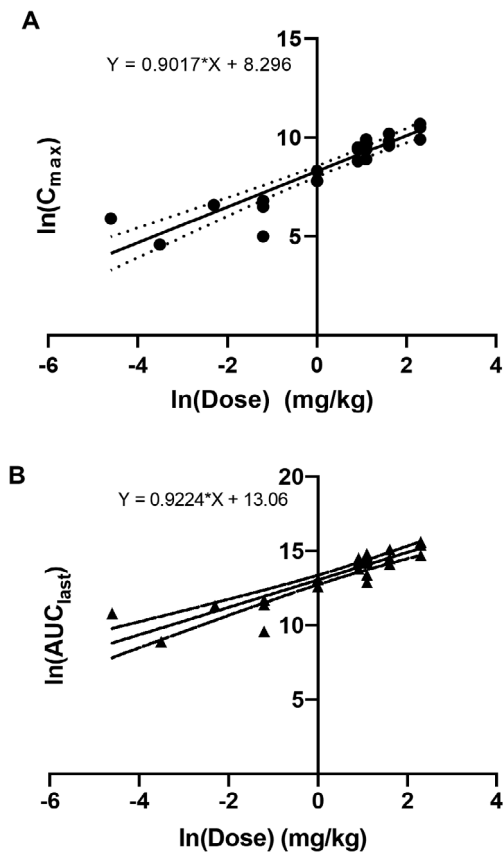 A
Y = 0.9017*X + 8.296
15
10
5
ln(Cmax)
-6 -4 -2 0 2 4
ln(Dose) (mg/kg)
B
Y = 0.9224*X + 13.06
20
15
10
5
ln(AUClast)
-6 -4 -2 0 2 4
ln(Dose) (mg/kg)